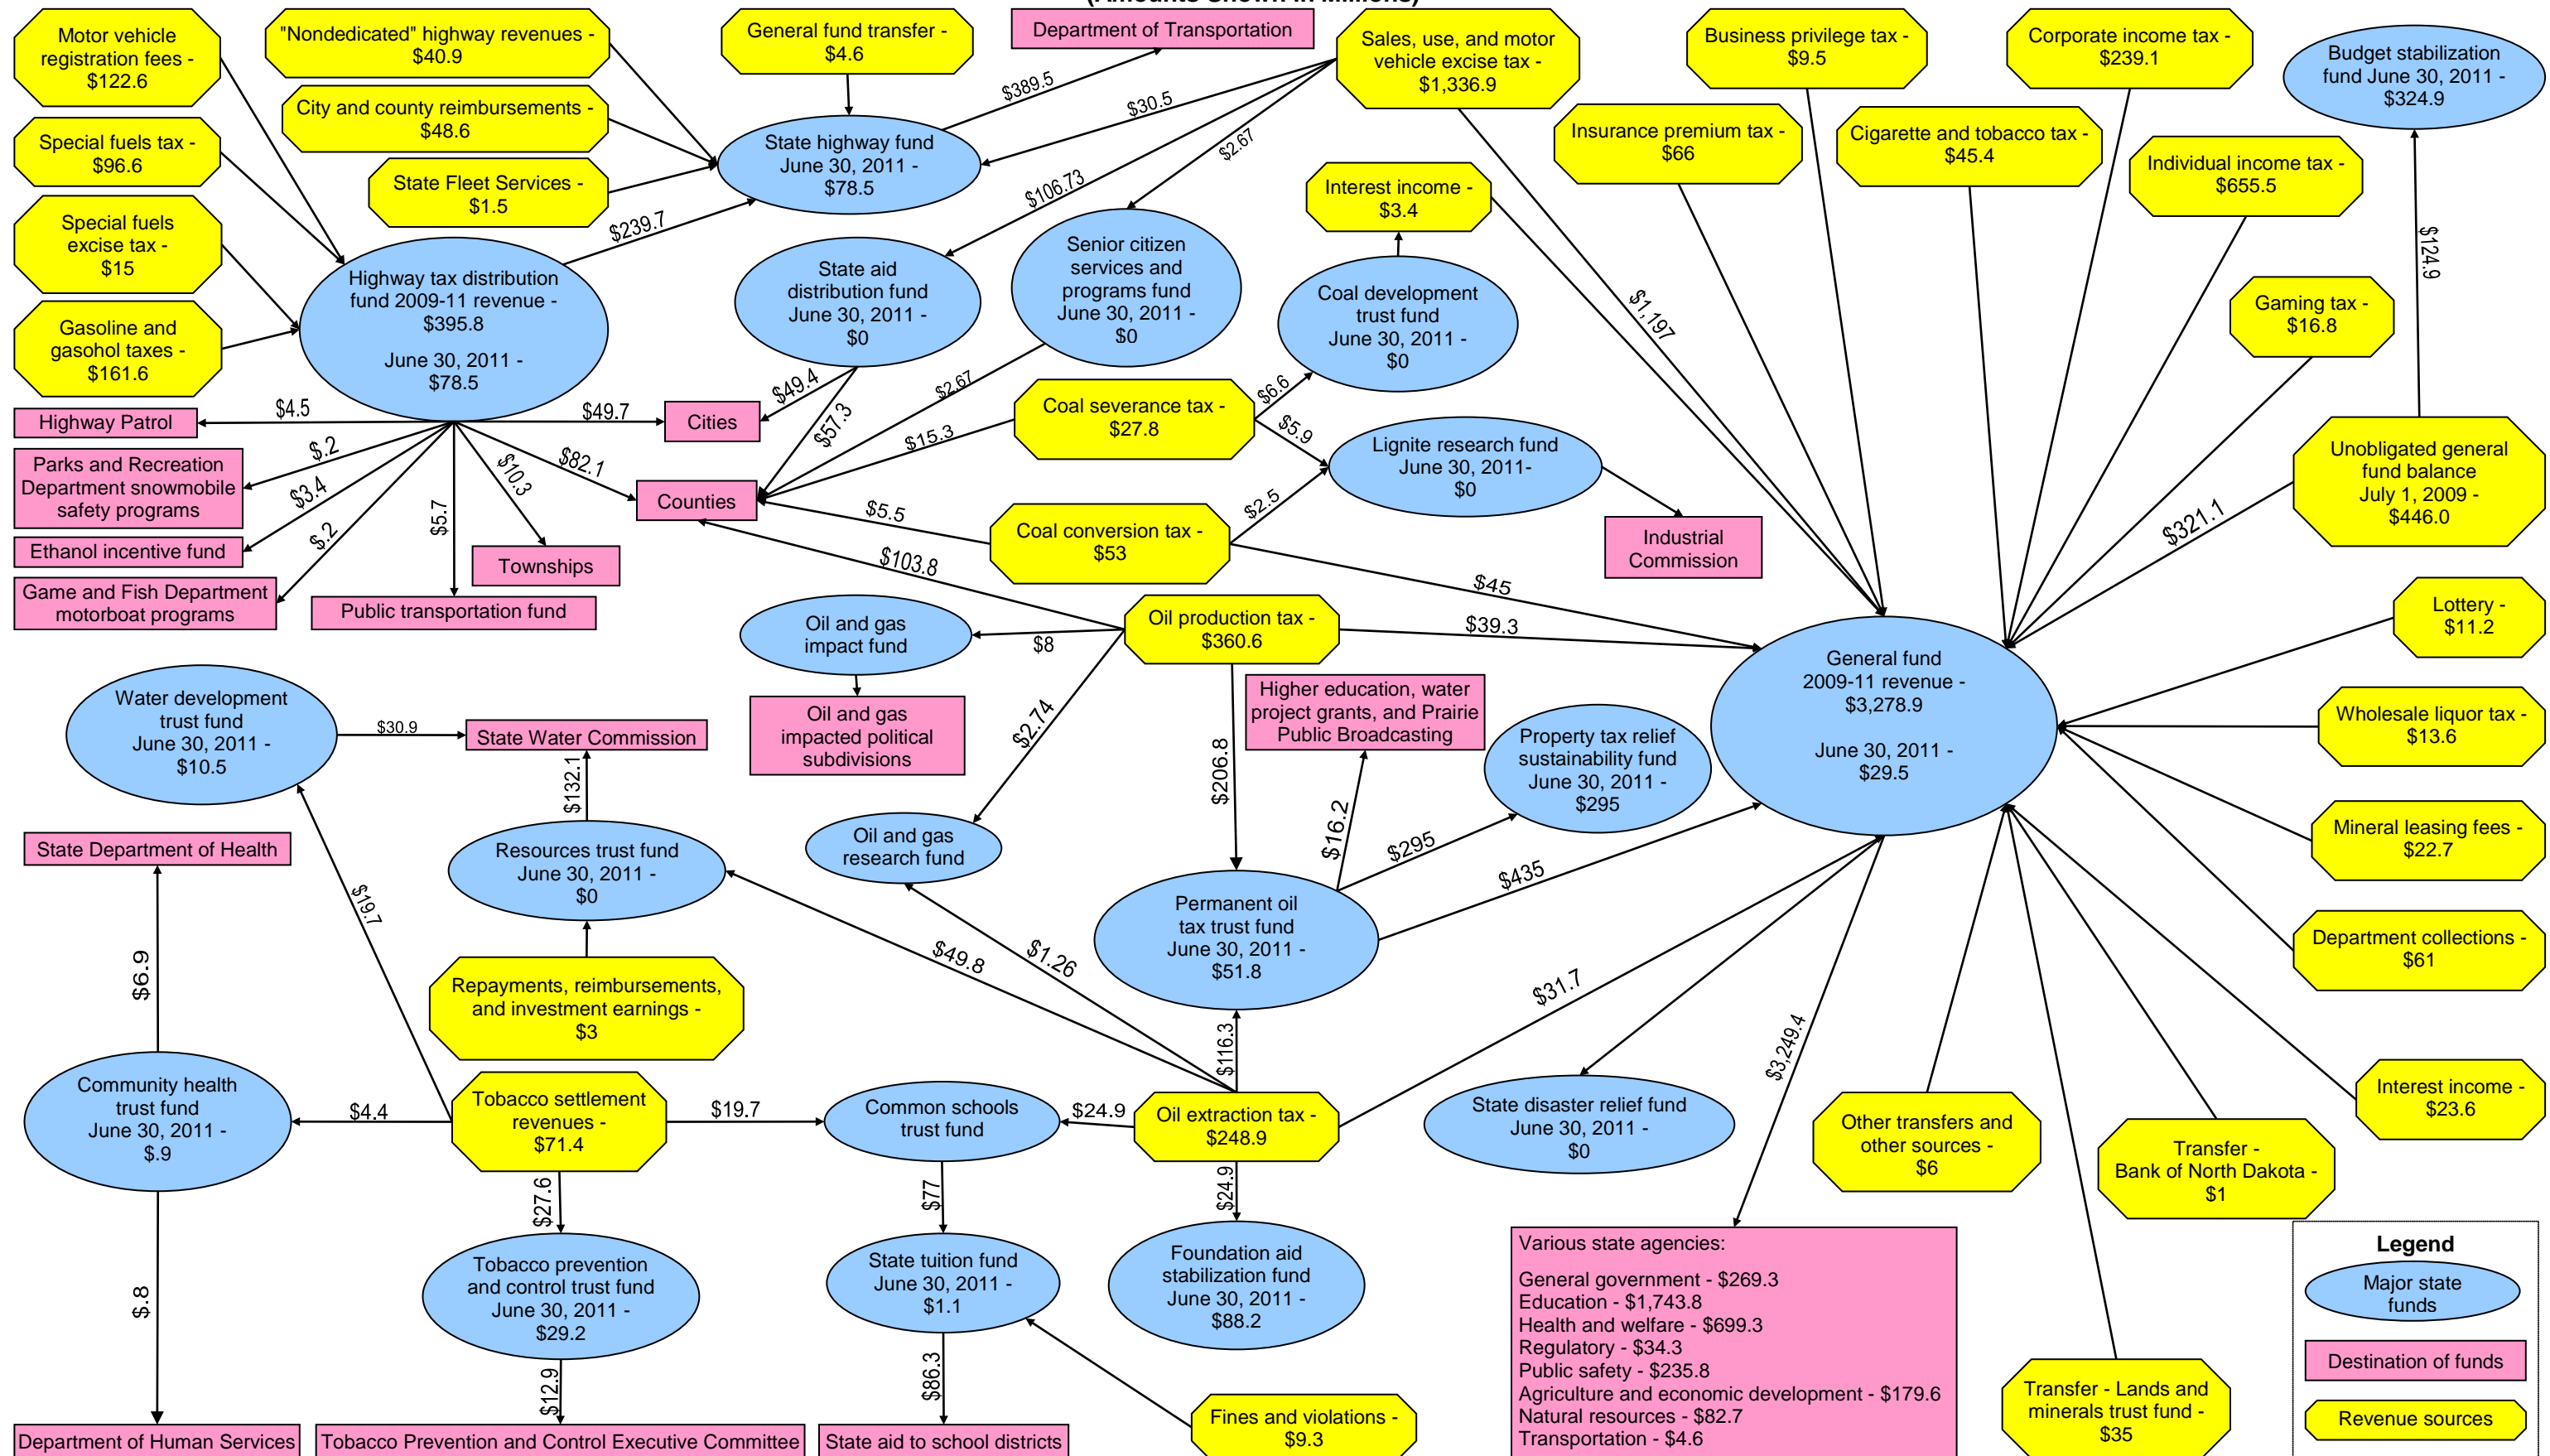 (Amounts Shown in Millions)
Motor vehicle
registration fees -
$122.6
"Nondedicated" highway revenues -
$40.9
General fund transfer -
$4.6
Department of Transportation
Sales, use, and motor
vehicle excise tax -
$1,336.9
Business privilege tax -
$9.5
Corporate income tax -
$239.1
Budget stabilization
fund June 30, 2011 -
$324.9
City and county reimbursements -
$48.6
$389.5
$30.5
Special fuels tax -
$96.6
State Fleet Services -
$1.5
State highway fund
June 30, 2011 -
$78.5
$2.67
$106.73
Insurance premium tax -
$66
Cigarette and tobacco tax -
$45.4
Individual income tax -
$655.5
Interest income -
$3.4
Special fuels
excise tax -
$15
$239.7
$124.9
Highway tax distribution
fund 2009-11 revenue -
$395.8
June 30, 2011 -
$78.5
State aid
distribution fund
June 30, 2011 -
$0
Senior citizen
services and
programs fund
June 30, 2011 -
$0
Coal development
trust fund
June 30, 2011 -
$0
$1,197
Gaming tax -
$16.8
Gasoline and
gasohol taxes -
$161.6
$49.4
$57.3
$2.67
Coal severance tax -
$27.8
$6.6
$5.9
$15.3
Highway Patrol
$4.5
$49.7
Cities
Lignite research fund
June 30, 2011-
$0
Unobligated general
fund balance
July 1, 2009 -
$446.0
Parks and Recreation
Department snowmobile
safety programs
$.2
$3.4
$.2
$5.7
$10.3
$82.1
Counties
$5.5
Coal conversion tax -
$53
$2.5
Industrial
Commission
$321.1
Ethanol incentive fund
Townships
$103.8
$45
Game and Fish Department
motorboat programs
Public transportation fund
Oil and gas
impact fund
$8
Oil production tax -
$360.6
$39.3
Lottery -
$11.2
General fund
2009-11 revenue -
$3,278.9
June 30, 2011 -
$29.5
Water development
trust fund
June 30, 2011 -
$10.5
$30.9
State Water Commission
Oil and gas
impacted political
subdivisions
$2.74
$206.8
Higher education, water
project grants, and Prairie
Public Broadcasting
Property tax relief
sustainability fund
June 30, 2011 -
$295
Wholesale liquor tax -
$13.6
$132.1
$16.2
$295
$435
Mineral leasing fees -
$22.7
State Department of Health
Resources trust fund
June 30, 2011 -
$0
Oil and gas
research fund
$19.7
Permanent oil
tax trust fund
June 30, 2011 -
$51.8
Department collections -
$61
$6.9
Repayments, reimbursements,
and investment earnings -
$3
$49.8
$1.26
$116.3
$31.7
$3,249.4
Community health
trust fund
June 30, 2011 -
$.9
$4.4
Tobacco settlement
revenues -
$71.4
$19.7
Common schools
trust fund
$24.9
Oil extraction tax -
$248.9
State disaster relief fund
June 30, 2011 -
$0
Other transfers and
other sources -
$6
Interest income -
$23.6
Transfer -
Bank of North Dakota -
$1
$27.6
$77
$24.9
$.8
Tobacco prevention
and control trust fund
June 30, 2011 -
$29.2
State tuition fund
June 30, 2011 -
$1.1
Foundation aid
stabilization fund
June 30, 2011 -
$88.2
Various state agencies:
General government - $269.3
Education - $1,743.8
Health and welfare - $699.3
Regulatory - $34.3
Public safety - $235.8
Agriculture and economic development - $179.6
Natural resources - $82.7
Transportation - $4.6
Legend
Major state
funds
Destination of funds
Revenue sources
$12.9
$86.3
Fines and violations -
$9.3
Transfer - Lands and
minerals trust fund -
$35
Department of Human Services
Tobacco Prevention and Control Executive Committee
State aid to school districts